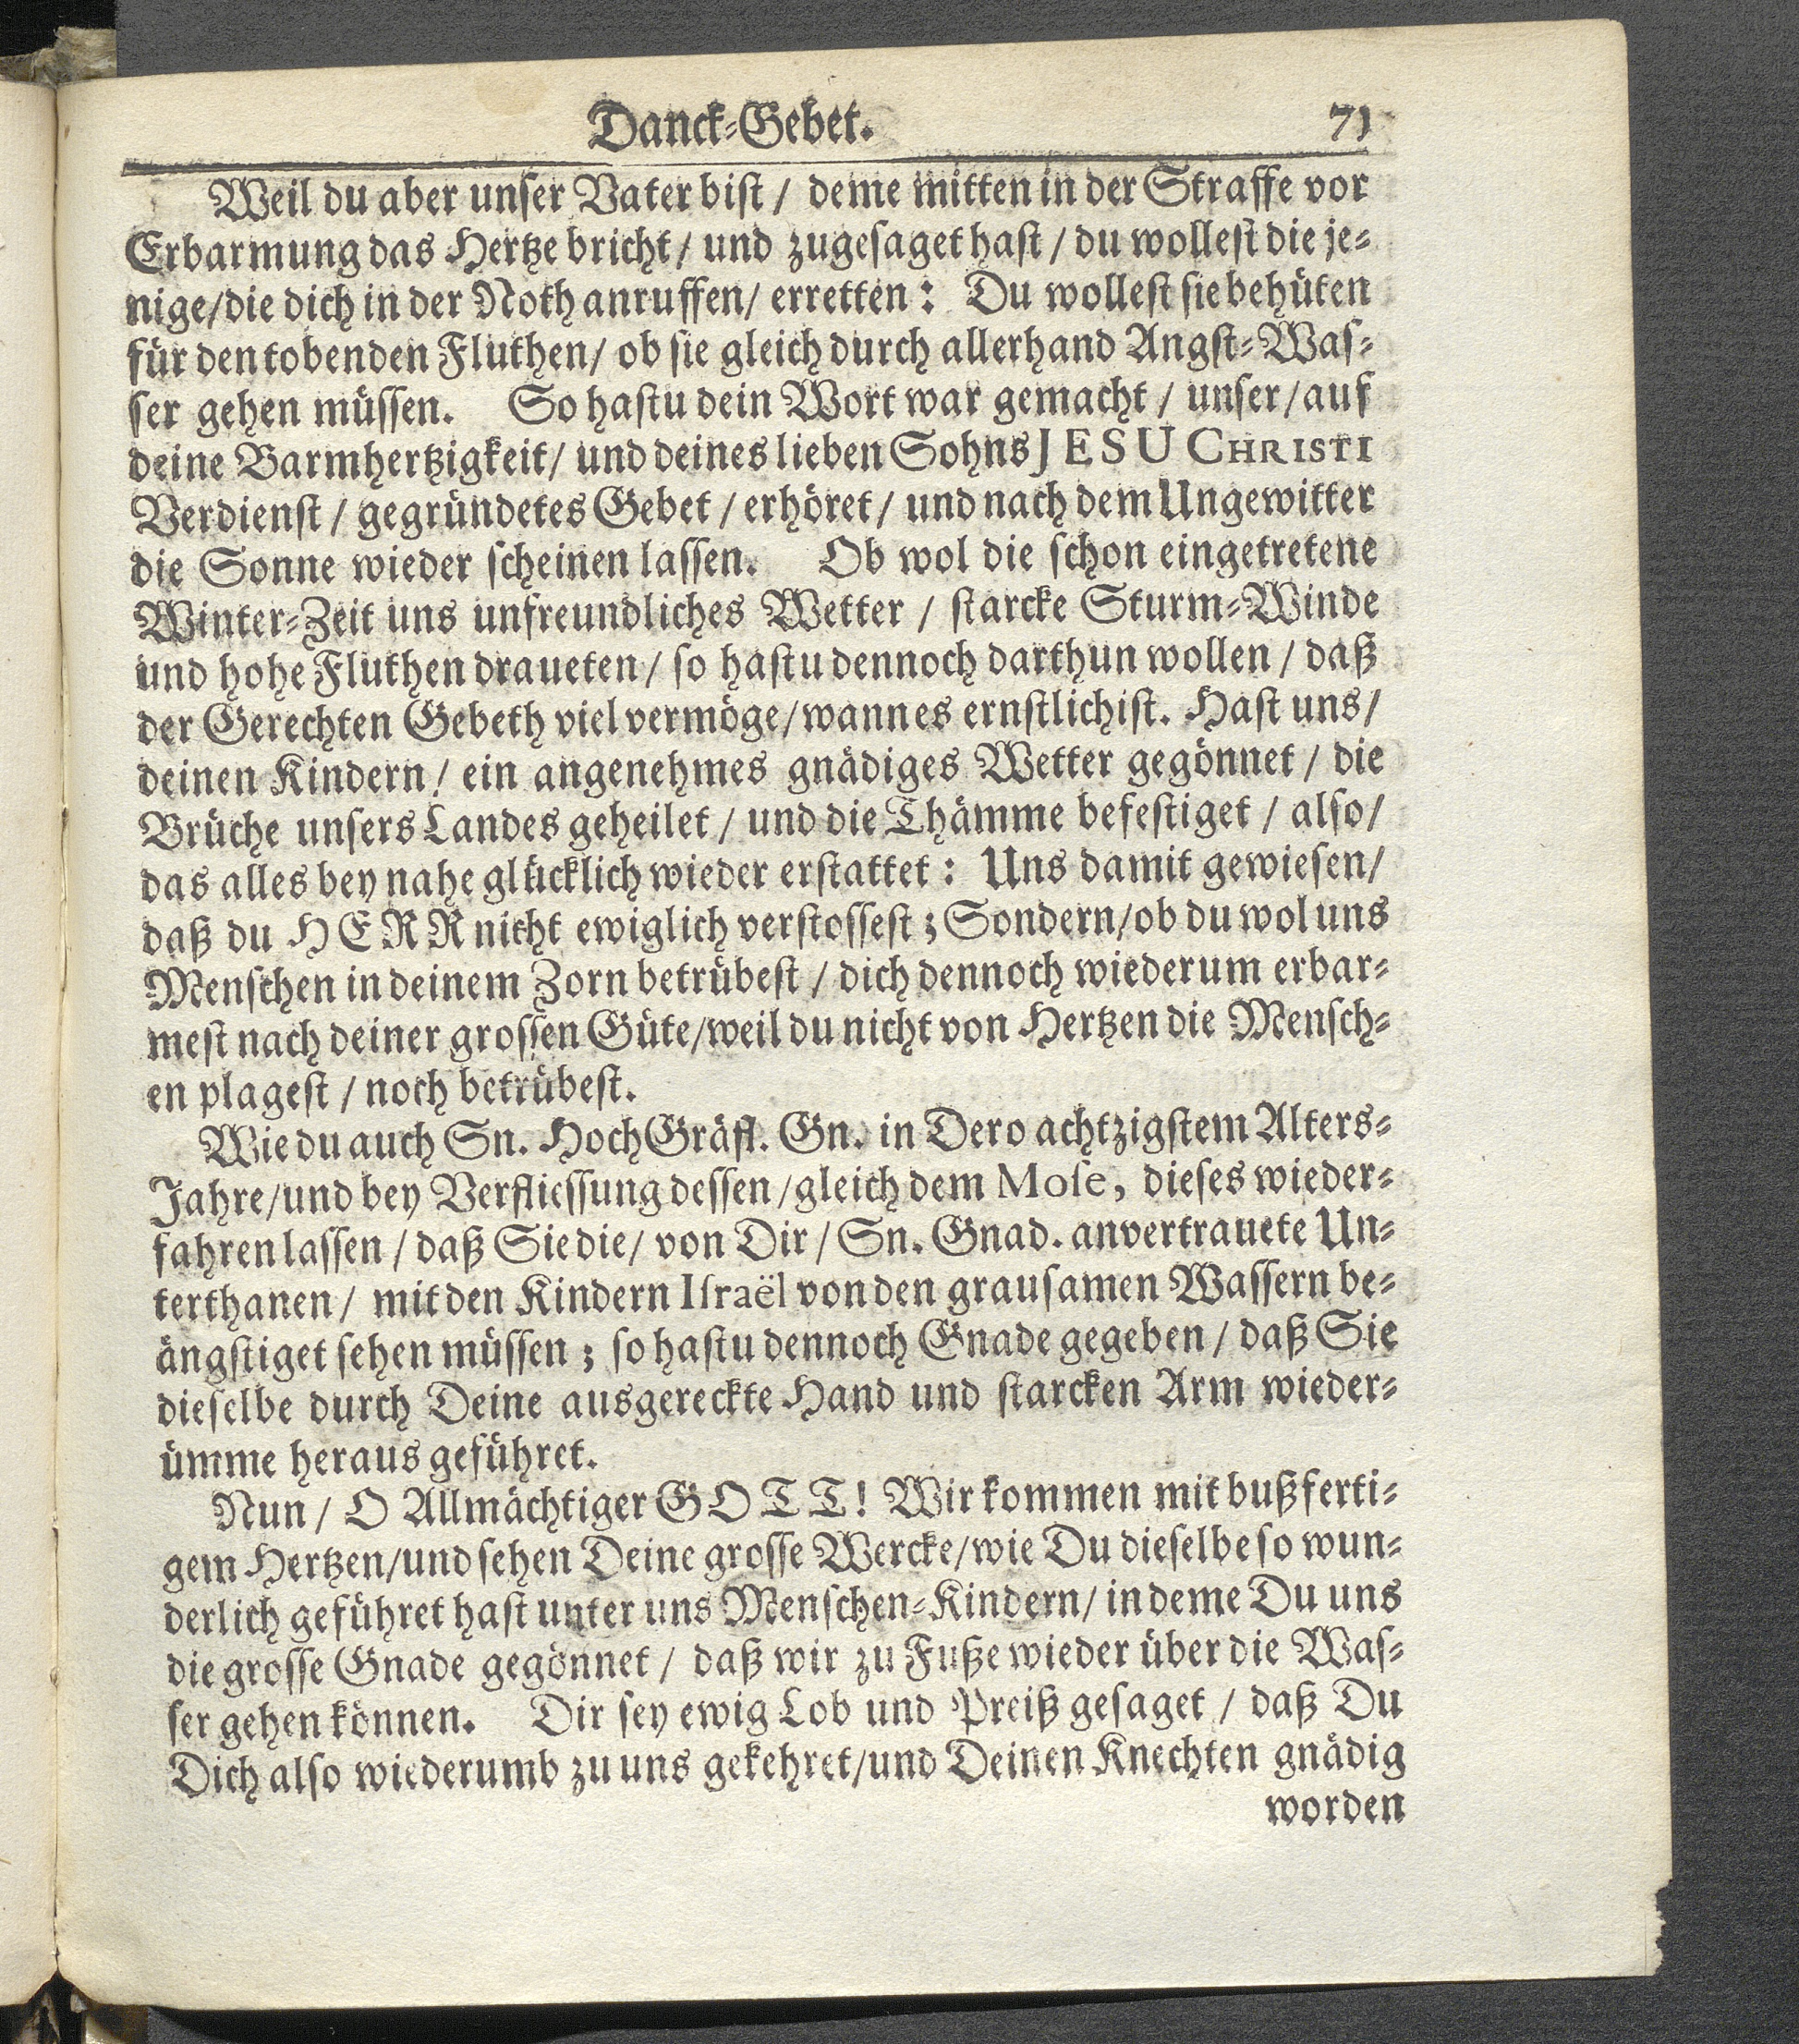 Danck-Gebet. 71
Weil du aber unser Vater bist / deme mitten in der Straffe vor
Erbarmung das Hertze bricht / und zugesaget hast / du wollest die je-
nige / die dich in der Noth anruffen / erretten : Du wollest sie behüten
für den tobenden Fluthen / ob sie gleich durch allerhand Angst-Was-
ser gehen müssen. So hastu dein Wort war gemacht / unser / auf
deine Barmhertzigkeit / und deines lieben Sohns JESU CHRISTI
Verdienst / gegründetes Gebet / erhöret / und nach dem Ungewitter
die Sonne wieder scheinen lassen. Ob wol die schon eingetretene
Winter-Zeit uns unfreundliches Wetter / starcke Sturm-Winde
und hohe Fluthen draueten / so hastu dennoch darthun wollen / daß
der Gerechten Gebeth viel vermöge / wann es ernstlich ist. Hast uns /
deinen Kindern / ein angenehmes gnädiges Wetter gegönnet / die
Brüche unsers Landes geheilet / und die Thämme befestiget / also /
das alles bey nahe glücklich wieder erstattet : Uns damit gewiesen /
daß du HERR nicht ewiglich verstossest ; Sondern / ob du wol uns
Menschen in deinem Zorn betrübest / dich dennoch wiederum erbar-
mest nach deiner grossen Güte / weil du nicht von Hertzen die Mensch-
en plagest / noch betrübest.
Wie du auch Sn. HochGräfl. Gn. in Dero achtzigstem Alters-
Jahre / und bey Verfliessung dessen / gleich dem Mose, dieses wieder-
fahren lassen / daß Sie die / von Dir / Sn. Gnad. anvertrauete Un-
terthanen / mit den Kindern Israël von den grausamen Wassern be-
ängstiget sehen müssen ; so hastu dennoch Gnade gegeben / daß Sie
dieselbe durch Deine ausgereckte Hand und starcken Arm wieder-
ümme heraus geführet.
Nun / O Allmächtiger GOTT! Wir kommen mit bußferti-
gem Hertzen / und sehen Deine grosse Wercke / wie Du dieselbe so wun-
derlich geführet hast unter uns Menschen-Kindern / in deme Du uns
die grosse Gnade gegönnet / daß wir zu Fuße wieder über die Was-
ser gehen können. Dir sey ewig Lob und Preiß gesaget / daß Du
Dich also wiederumb zu uns gekehret / und Deinen Knechten gnädig
worden